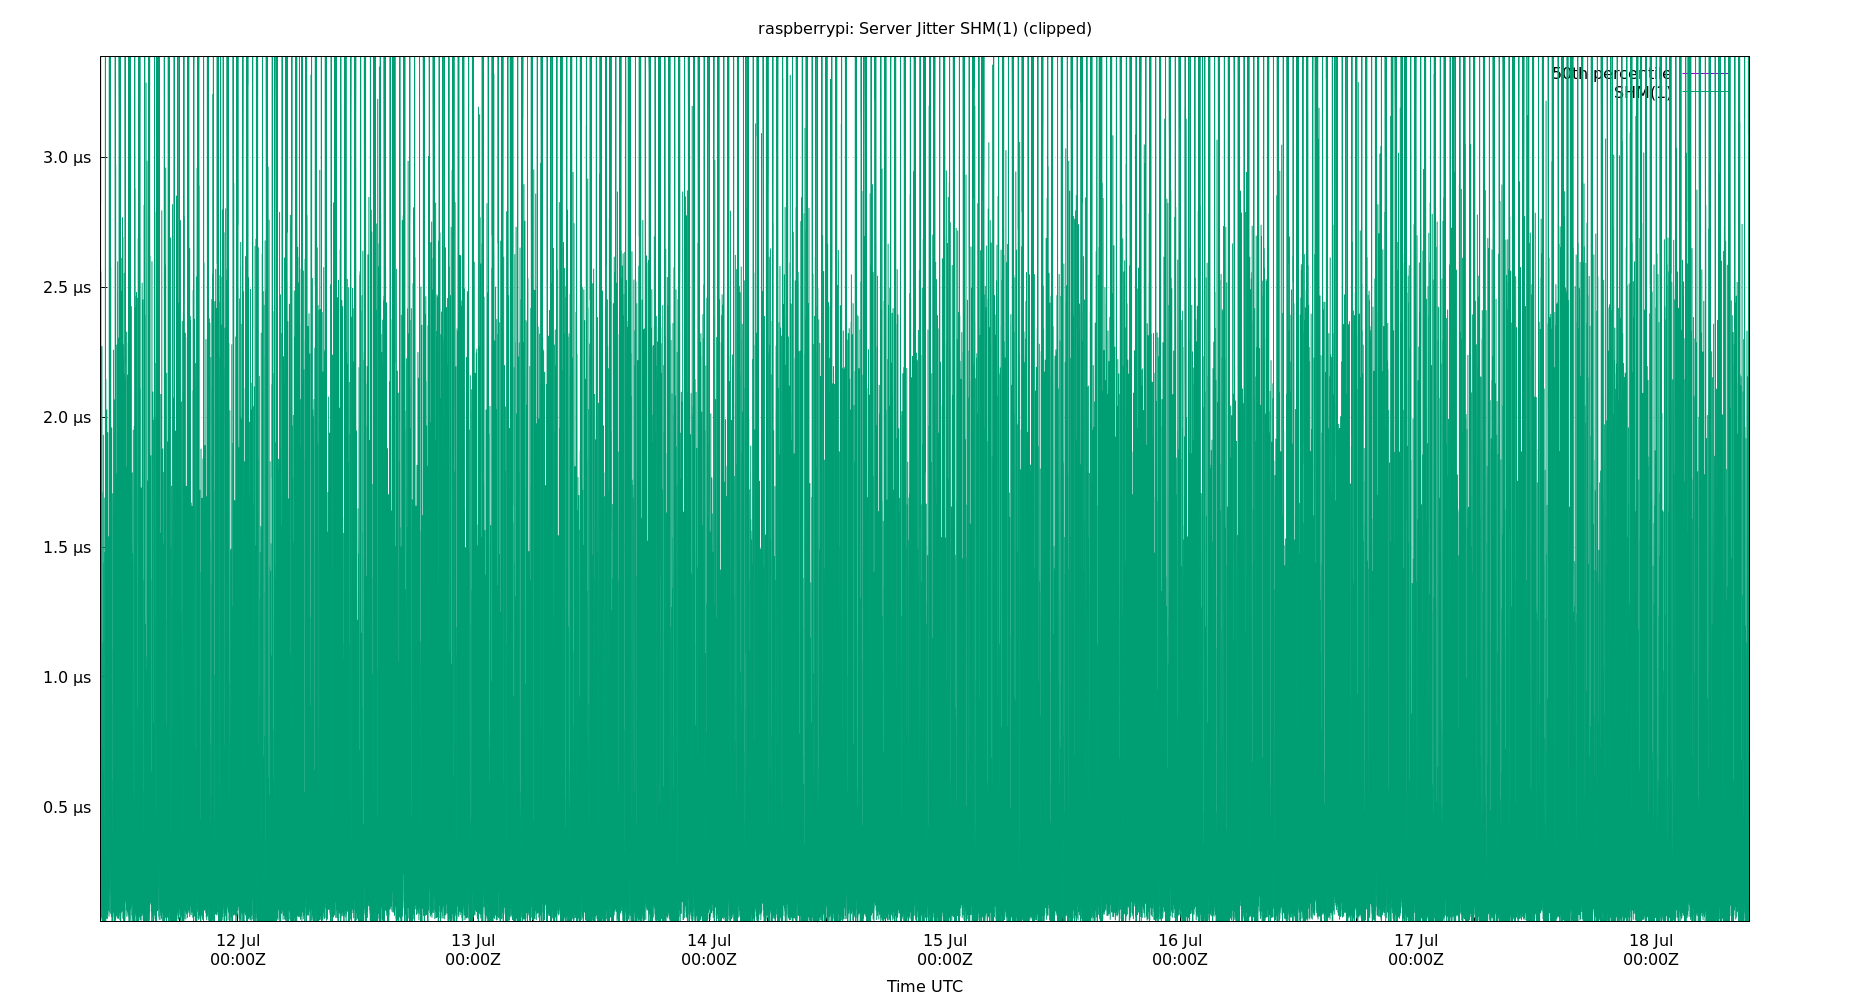 raspberrypi: Server Jitter SHM(1) (clipped)
50th percentile
SHM(1)
3.0 µs
2.5 µs
2.0 µs
1.5 µs
1.0 µs
0.5 µs
12 Jul 13 Jul 14 Jul 15 Jul 16 Jul 17 Jul 18 Jul
00:00Z 00:00Z 00:00Z 00:00Z 00:00Z 00:00Z 00:00Z
Time UTC